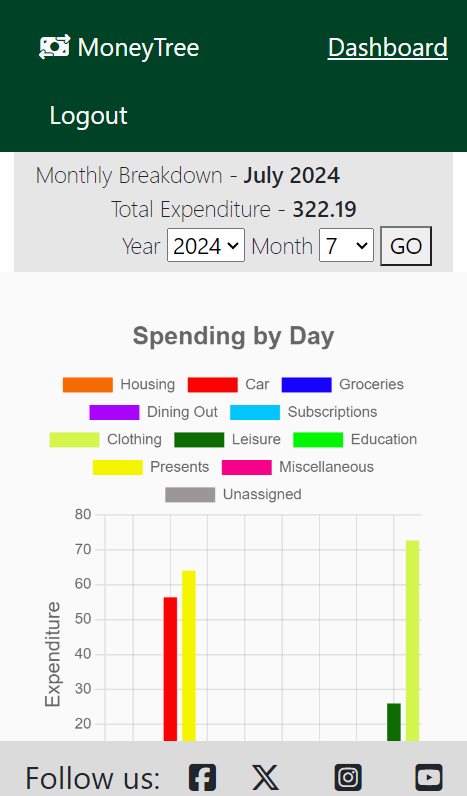 MoneyTree Dashboard
Logout
Monthly Breakdown - July 2024
Total Expenditure - 322.19
Year 2024 Month 7 GO
Spending by Day
Housing Car Groceries
Dining Out Subscriptions
Clothing Leisure Education
Presents Miscellaneous
Unassigned
80
70
60
50
40
30
20
Expenditure
Follow us: